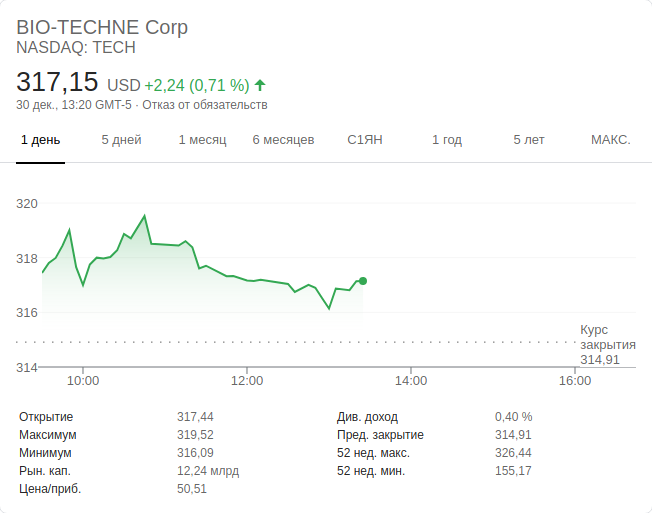 BIO-TECHNE Corp
NASDAQ: TECH
317,15 USD +2,24 (0,71 %)
30 дек., 13:20 GMT-5 · Отказ от обязательств
1 день 5 дней 1 месяц 6 месяцев С1ЯН 1 год 5 лет МАКС.
320
318
316
Курс
закрытия
314,91
314
10:00 12:00 14:00 16:00
Открытие 317,44 Див. доход 0,40 %
Максимум 319,52 Пред. закрытие 314,91
Минимум 316,09 52 нед. макс. 326,44
Рын. кап. 12,24 млрд 52 нед. мин. 155,17
Цена/приб. 50,51